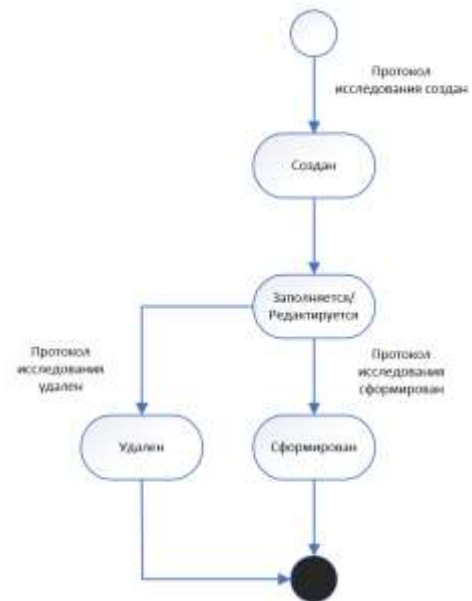 Протокол
исследования создан
Создан
Заполняется/
Редактируется
Протокол
исследования
удален
Протокол
исследования
сформирован
Удален
Сформирован